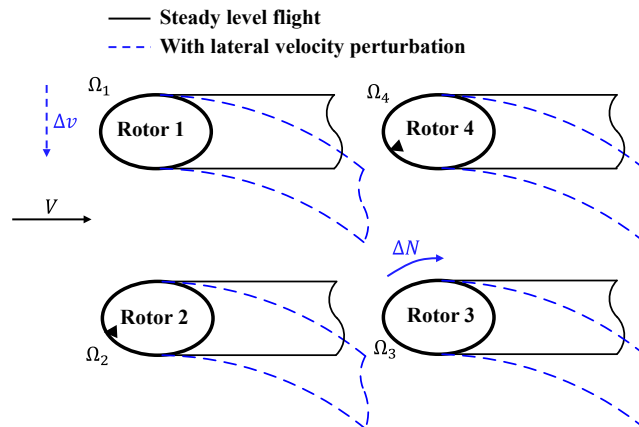 Steady level flight
With lateral velocity perturbation
Ω₁
Ω₄
Δv
Rotor 1
Rotor 4
V
ΔN
Rotor 2
Rotor 3
Ω₂
Ω₃